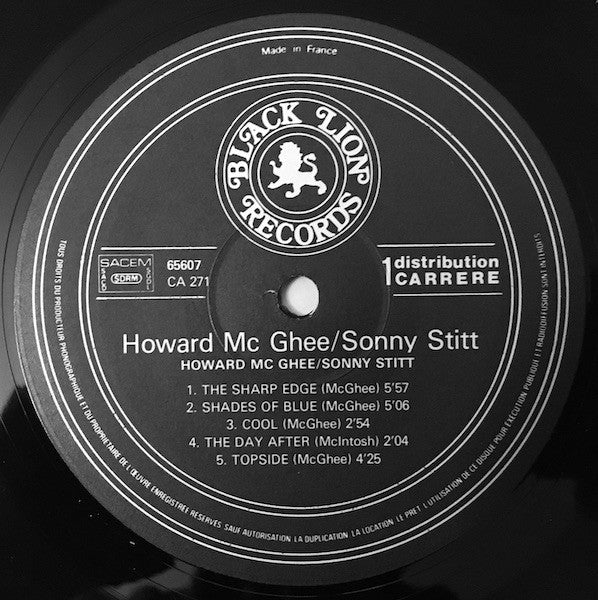 Made in France
BLACK LION
RECORDS
SACEM
SDRM
SACD
SGDL
65607
CA 271
1
distribution
CARRERE
Howard Mc Ghee/Sonny Stitt
HOWARD MC GHEE/SONNY STITT
1. THE SHARP EDGE (McGhee) 5'57
2. SHADES OF BLUE (McGhee) 5'06
3. COOL (McGhee) 2'54
4. THE DAY AFTER (McIntosh) 2'04
5. TOPSIDE (McGhee) 4'25
TOUS DROITS DU PRODUCTEUR PHONOGRAPHIQUE ET DU PROPRIETAIRE DE L'ŒUVRE ENREGISTREE RESERVES SAUF AUTORISATION LA DUPLICATION LA LOCATION LE PRET L'UTILISATION DE CE DISQUE POUR EXECUTION PUBLIQUE ET RADIODIFFUSION SONT INTERDITS